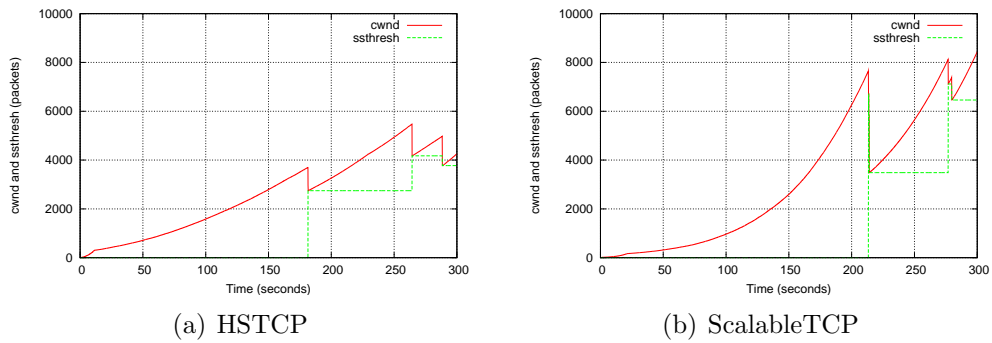 10000
8000
6000
4000
2000
0
0 50 100 150 200 250 300
cwnd and ssthresh (packets)
Time (seconds)
cwnd
ssthresh
(a) HSTCP
10000
8000
6000
4000
2000
0
0 50 100 150 200 250 300
cwnd and ssthresh (packets)
Time (seconds)
cwnd
ssthresh
(b) ScalableTCP